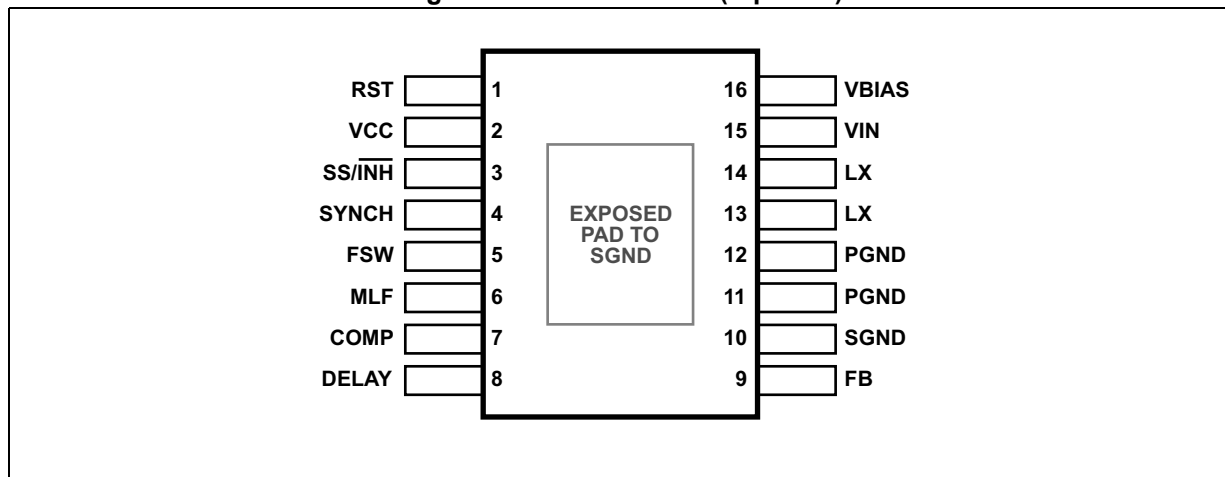 RST 1 16 VBIAS
VCC 2 15 VIN
SS/INH 3 14 LX
SYNCH 4 13 LX
FSW 5 12 PGND
MLF 6 11 PGND
COMP 7 10 SGND
DELAY 8 9 FB
EXPOSED
PAD TO
SGND